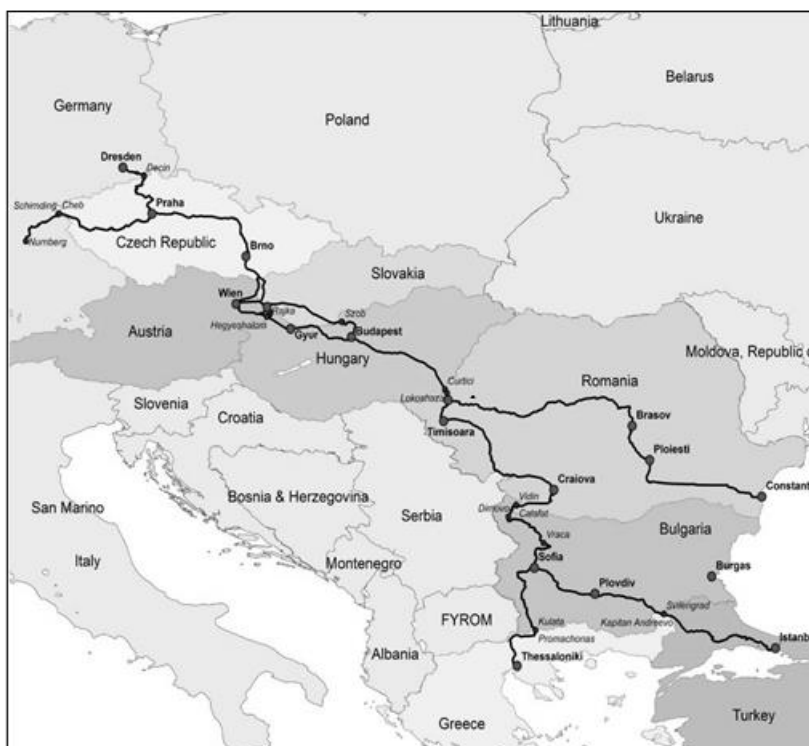 Lithuania
Belarus
Germany
Poland
Dresden
Decin
Schirnding-Cheb
Praha
Ukraine
Nurnberg
Czech Republic
Brno
Slovakia
Wien
Rajka
Szob
Hegyeshalom
Gyor
Budapest
Austria
Hungary
Moldova, Republic o
Curtici
Romania
Slovenia
Lokoshaza
Croatia
Timisoara
Brasov
Ploiesti
Craiova
Constant
Bosnia & Herzegovina
Vidin
San Marino
Serbia
Dimovo
Calafat
Italy
Vraca
Bulgaria
Montenegro
Sofia
Burgas
Plovdiv
Svilengrad
FYROM
Kulata
Kapitan Andreevo
Promachonas
Istanb
Albania
Thessaloniki
Greece
Turkey